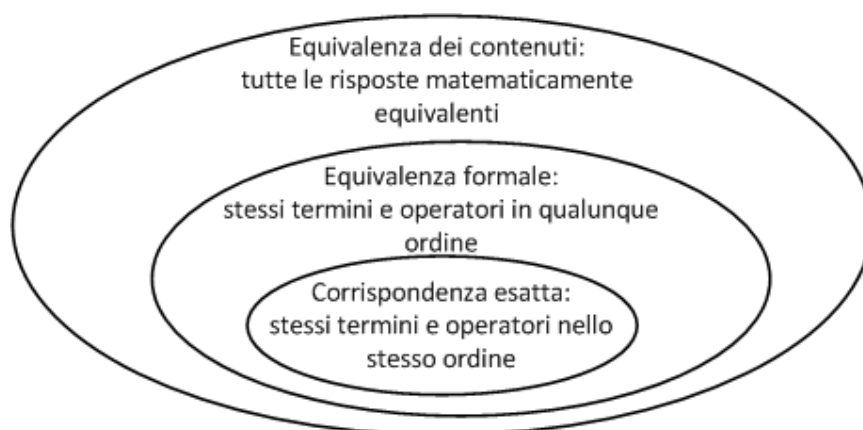 Equivalenza dei contenuti:
tutte le risposte matematicamente
equivalenti
Equivalenza formale:
stessi termini e operatori in qualunque
ordine
Corrispondenza esatta:
stessi termini e operatori nello
stesso ordine